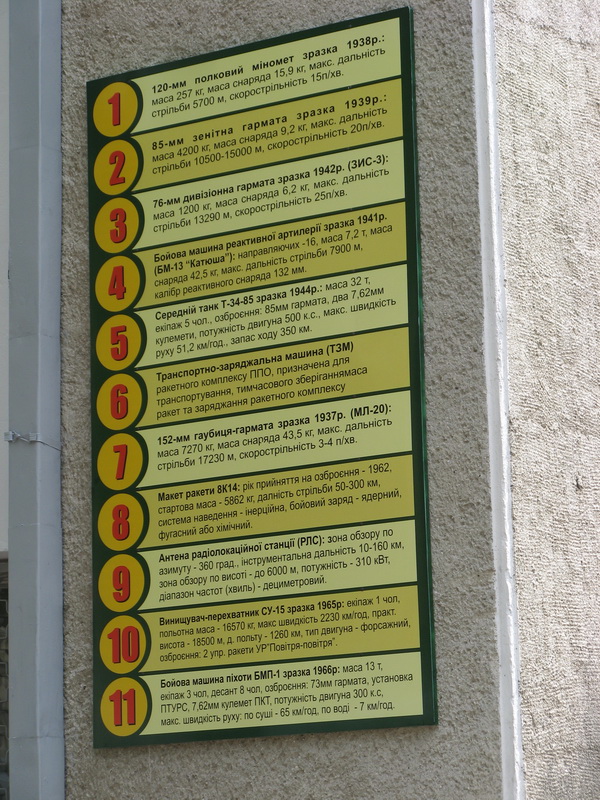 1
120-мм полковий міномет зразка 1938р.:
маса 257 кг, маса снаряда 15,9 кг, макс. дальність
стрільби 5700 м, скорострільність 15п/хв.
2
85-мм зенітна гармата зразка 1939р.:
маса 4200 кг, маса снаряда 9,2 кг, макс. дальність
стрільби 10500-15000 м, скорострільність 20п/хв.
3
76-мм дивізіонна гармата зразка 1942р. (ЗИС-3):
маса 1200 кг, маса снаряда 6,2 кг, макс. дальність
стрільби 13290 м, скорострільність 25п/хв.
4
Бойова машина реактивної артилерії зразка 1941р.
(БМ-13 “Катюша”): направляючих -16, маса 7,2 т, маса
снаряда 42,5 кг, макс. дальність стрільби 7900 м,
калібр реактивного снаряда 132 мм.
5
Середній танк Т-34-85 зразка 1944р.: маса 32 т,
екіпаж 5 чол., озброєння: 85мм гармата, два 7,62мм
кулемети, потужність двигуна 500 к.с., макс. швидкість
руху 51,2 км/год., запас ходу 350 км.
6
Транспортно-заряджальна машина (ТЗМ)
ракетного комплексу ППО, призначена для
транспортування, тимчасового зберіганнямаса
ракет та заряджання ракетного комплексу
7
152-мм гаубиця-гармата зразка 1937р. (МЛ-20):
маса 7270 кг, маса снаряда 43,5 кг, макс. дальність
стрільби 17230 м, скорострільність 3-4 п/хв.
8
Макет ракети 8К14: рік прийняття на озброєння - 1962,
стартова маса - 5862 кг, далність стрільби 50-300 км,
система наведення - інерційна, бойовий заряд - ядерний,
фугасний або хімічний.
9
Антена радіолокаційної станції (РЛС): зона обзору по
азимуту - 360 град., інструментальна дальність 10-160 км,
зона обзору по висоті - до 6000 м, потужність - 310 кВт,
діапазон частот (хвиль) - дециметровий.
10
Винищувач-перехватник СУ-15 зразка 1965р: екіпаж 1 чол,
польотна маса - 16570 кг, макс швидкість 2230 км/год, практ.
висота - 18500 м, д. польту - 1260 км, тип двигуна - форсажний,
озброєння: 2 упр. ракети УР"Повітря-повітря".
11
Бойова машина піхоти БМП-1 зразка 1966р: маса 13 т,
екіпаж 3 чол, десант 8 чол, озброєння: 73мм гармата, установка
ПТУРС, 7,62мм кулемет ПКТ, потужність двигуна 300 к.с,
макс. швидкість руху: по суші - 65 км/год, по воді - 7 км/год.